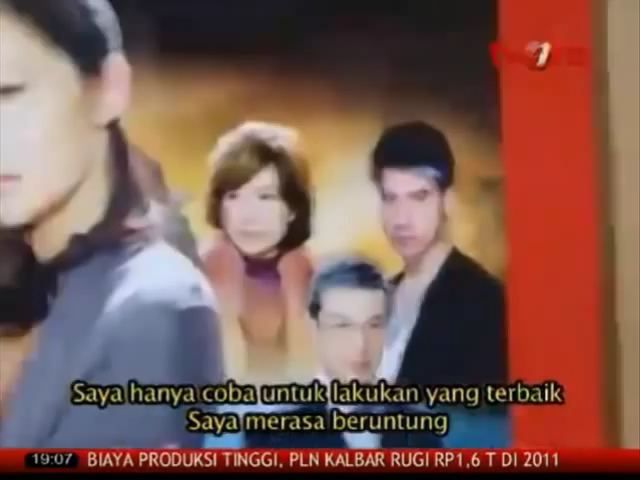 Saya hanya coba untuk lakukan yang terbaik
Saya merasa beruntung
19:07 BIAYA PRODUKSI TINGGI, PLN KALBAR RUGI RP1,6 T DI 2011